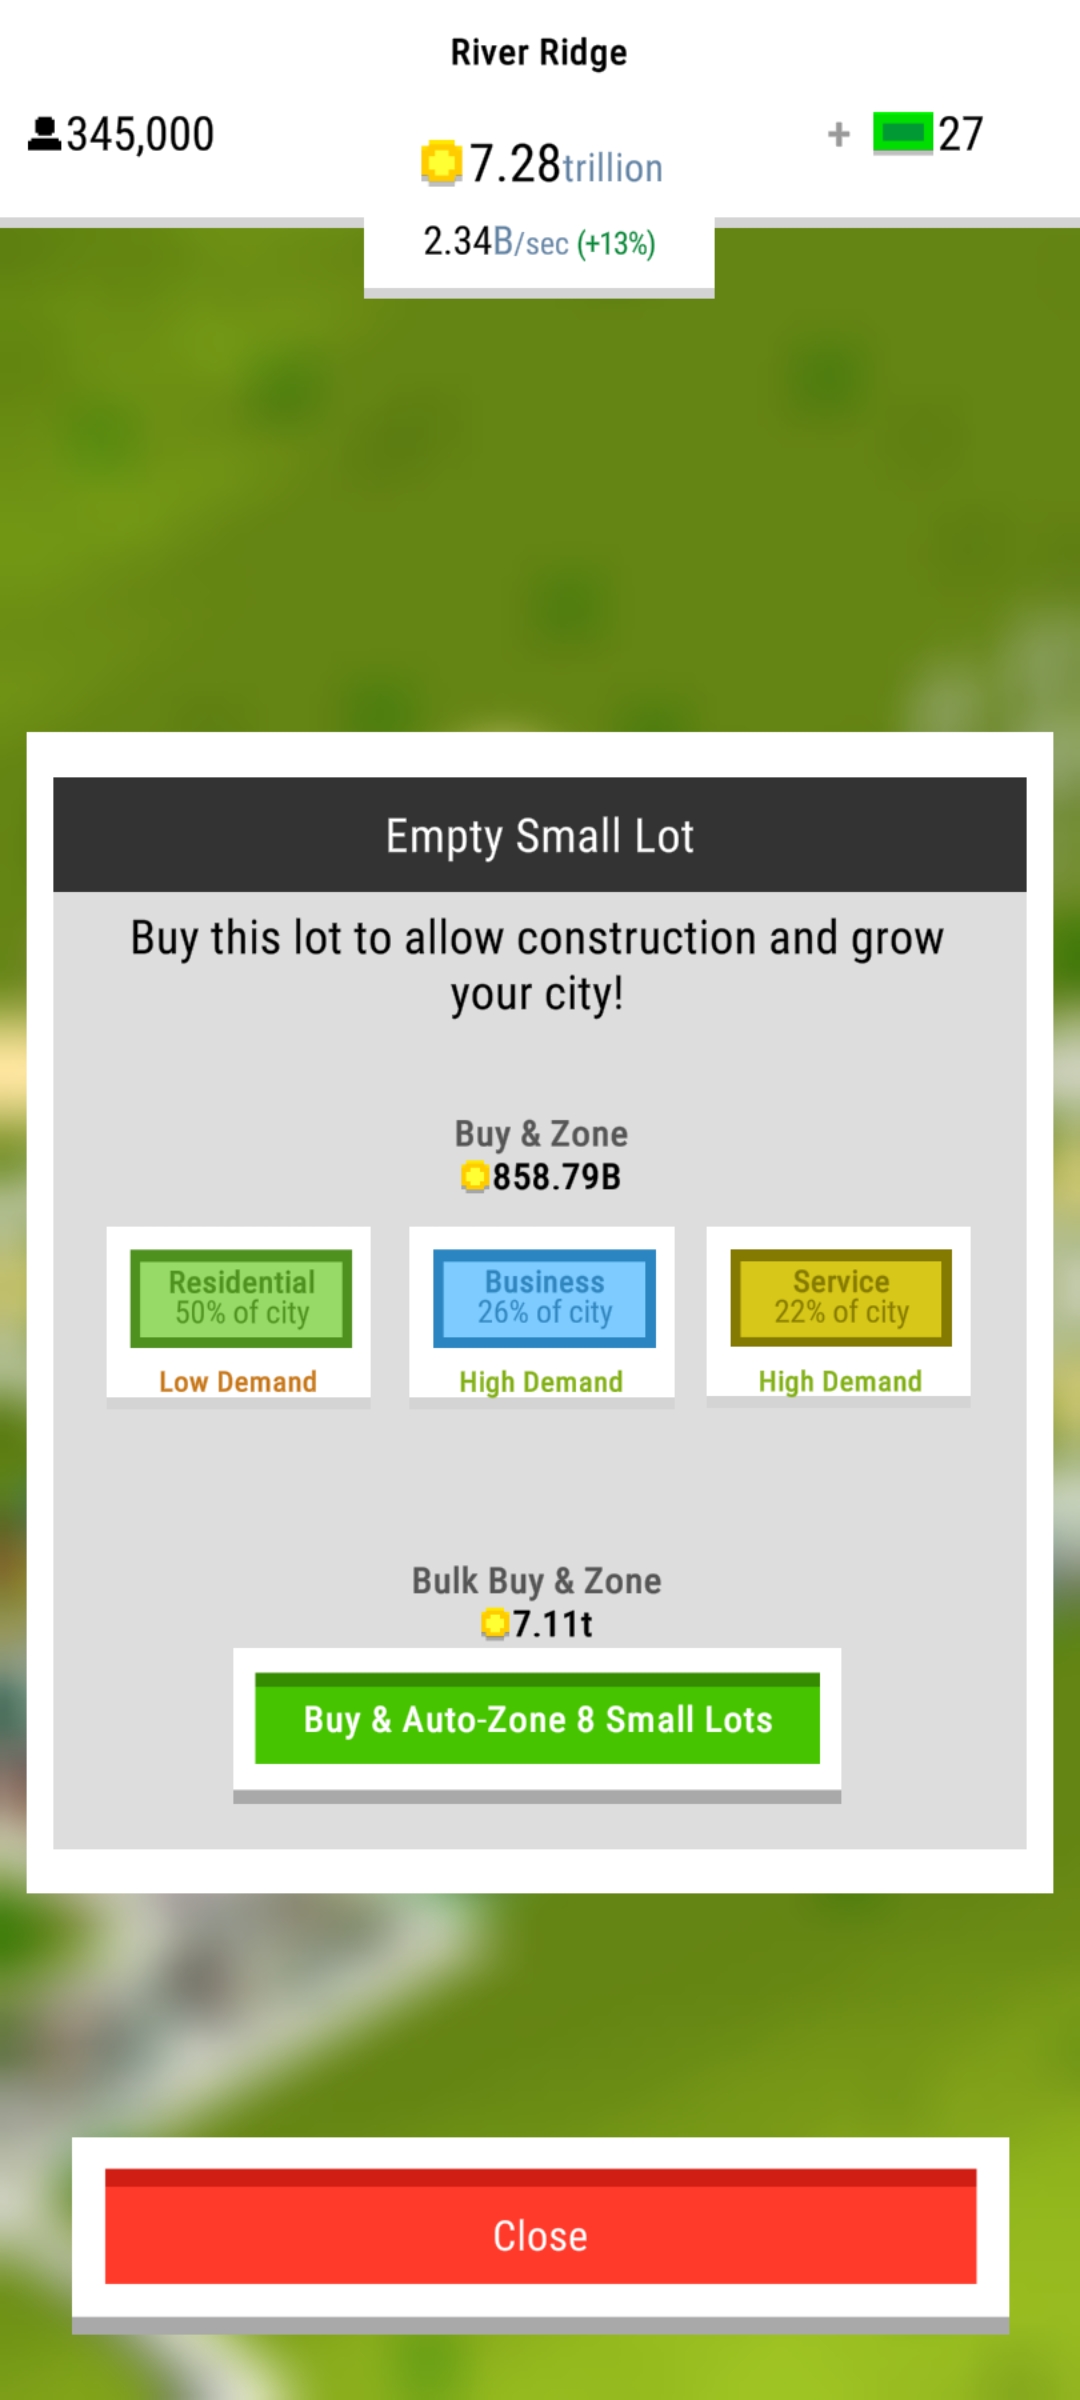 River Ridge
345,000
7.28trillion
+ 27
2.34B/sec (+13%)
Empty Small Lot
Buy this lot to allow construction and grow
your city!
Buy & Zone
858.79B
Residential
50% of city
Low Demand
Business
26% of city
High Demand
Service
22% of city
High Demand
Bulk Buy & Zone
7.11t
Buy & Auto-Zone 8 Small Lots
Close